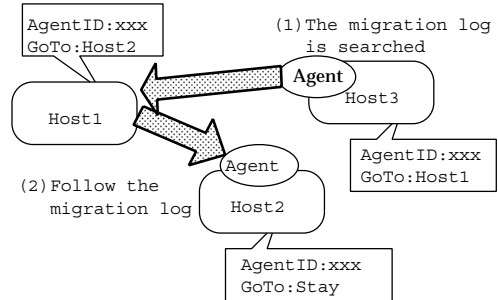 AgentID:xxx
GoTo:Host2
(1) The migration log
is searched
Agent
Host3
Host1
AgentID:xxx
GoTo:Host1
Agent
(2) Follow the
migration log
Host2
AgentID:xxx
GoTo:Stay